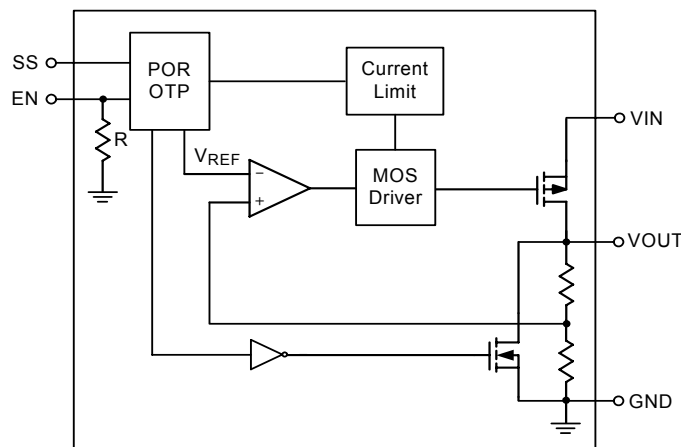 SS
EN
POR
OTP
Current
Limit
R
VREF
MOS
Driver
−
+
VIN
VOUT
GND